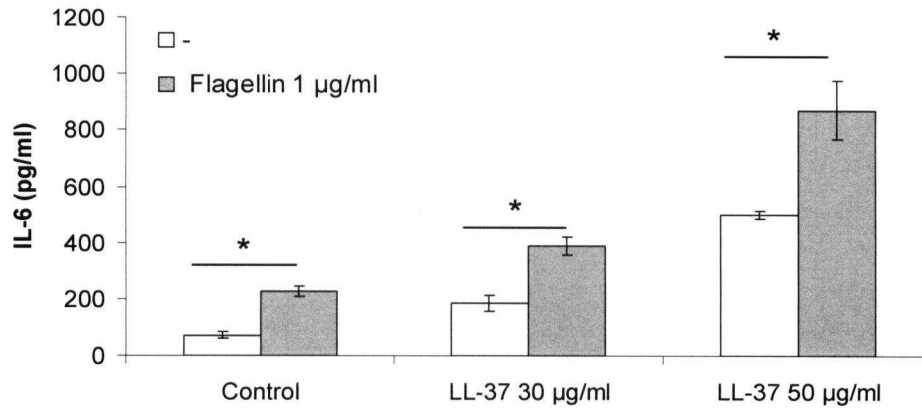 IL-6 (pg/ml)
1200
1000
800
600
400
200
0
-
Flagellin 1 µg/ml
*
*
*
Control
LL-37 30 µg/ml
LL-37 50 µg/ml